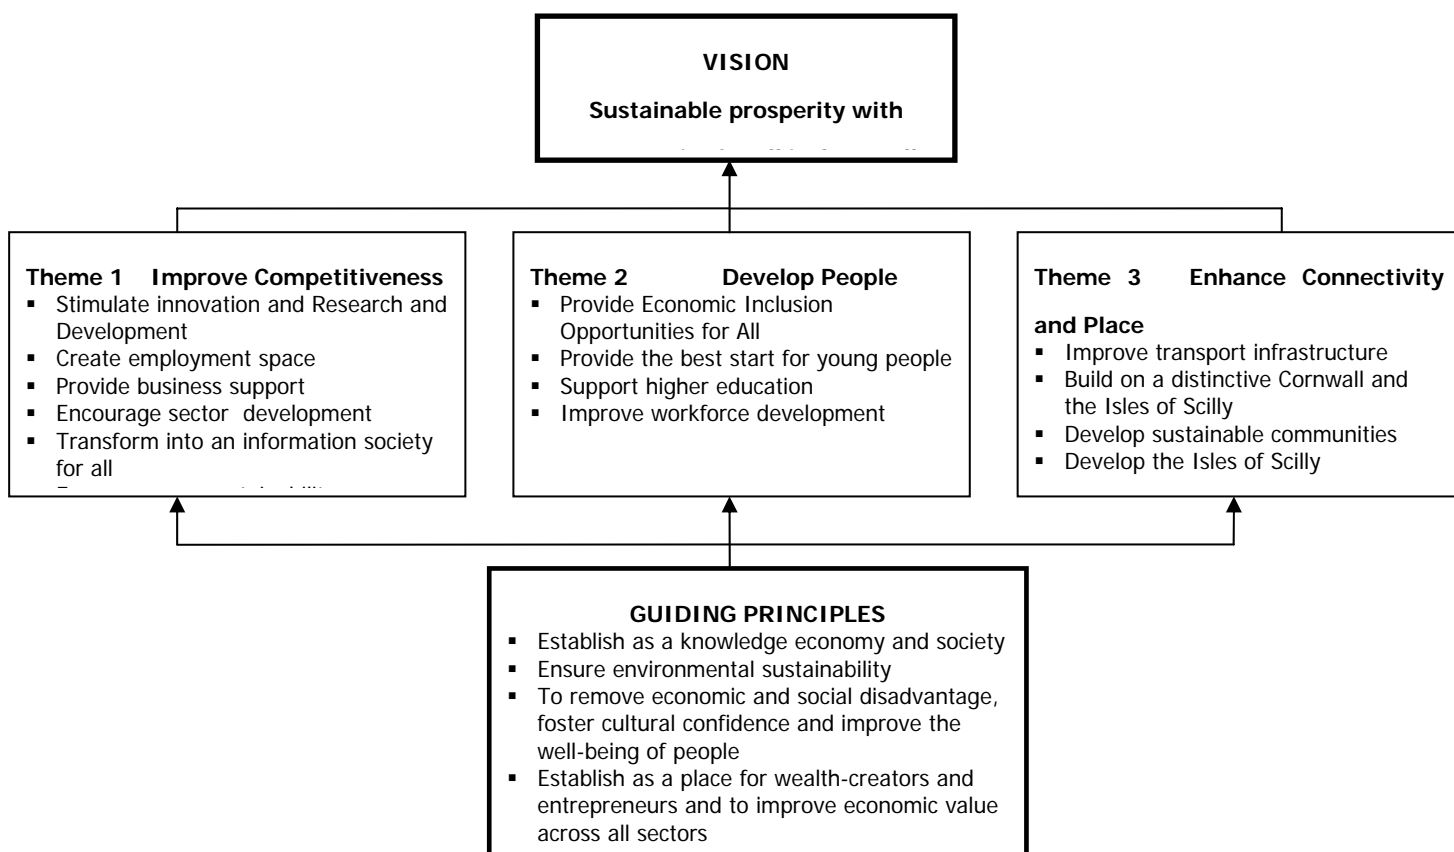 VISION
Sustainable prosperity with
Theme 1 Improve Competitiveness
▪ Stimulate innovation and Research and
Development
▪ Create employment space
▪ Provide business support
▪ Encourage sector development
▪ Transform into an information society
for all
Theme 2 Develop People
▪ Provide Economic Inclusion
Opportunities for All
▪ Provide the best start for young people
▪ Support higher education
▪ Improve workforce development
Theme 3 Enhance Connectivity
and Place
▪ Improve transport infrastructure
▪ Build on a distinctive Cornwall and
the Isles of Scilly
▪ Develop sustainable communities
▪ Develop the Isles of Scilly
GUIDING PRINCIPLES
▪ Establish as a knowledge economy and society
▪ Ensure environmental sustainability
▪ To remove economic and social disadvantage,
foster cultural confidence and improve the
well-being of people
▪ Establish as a place for wealth-creators and
entrepreneurs and to improve economic value
across all sectors